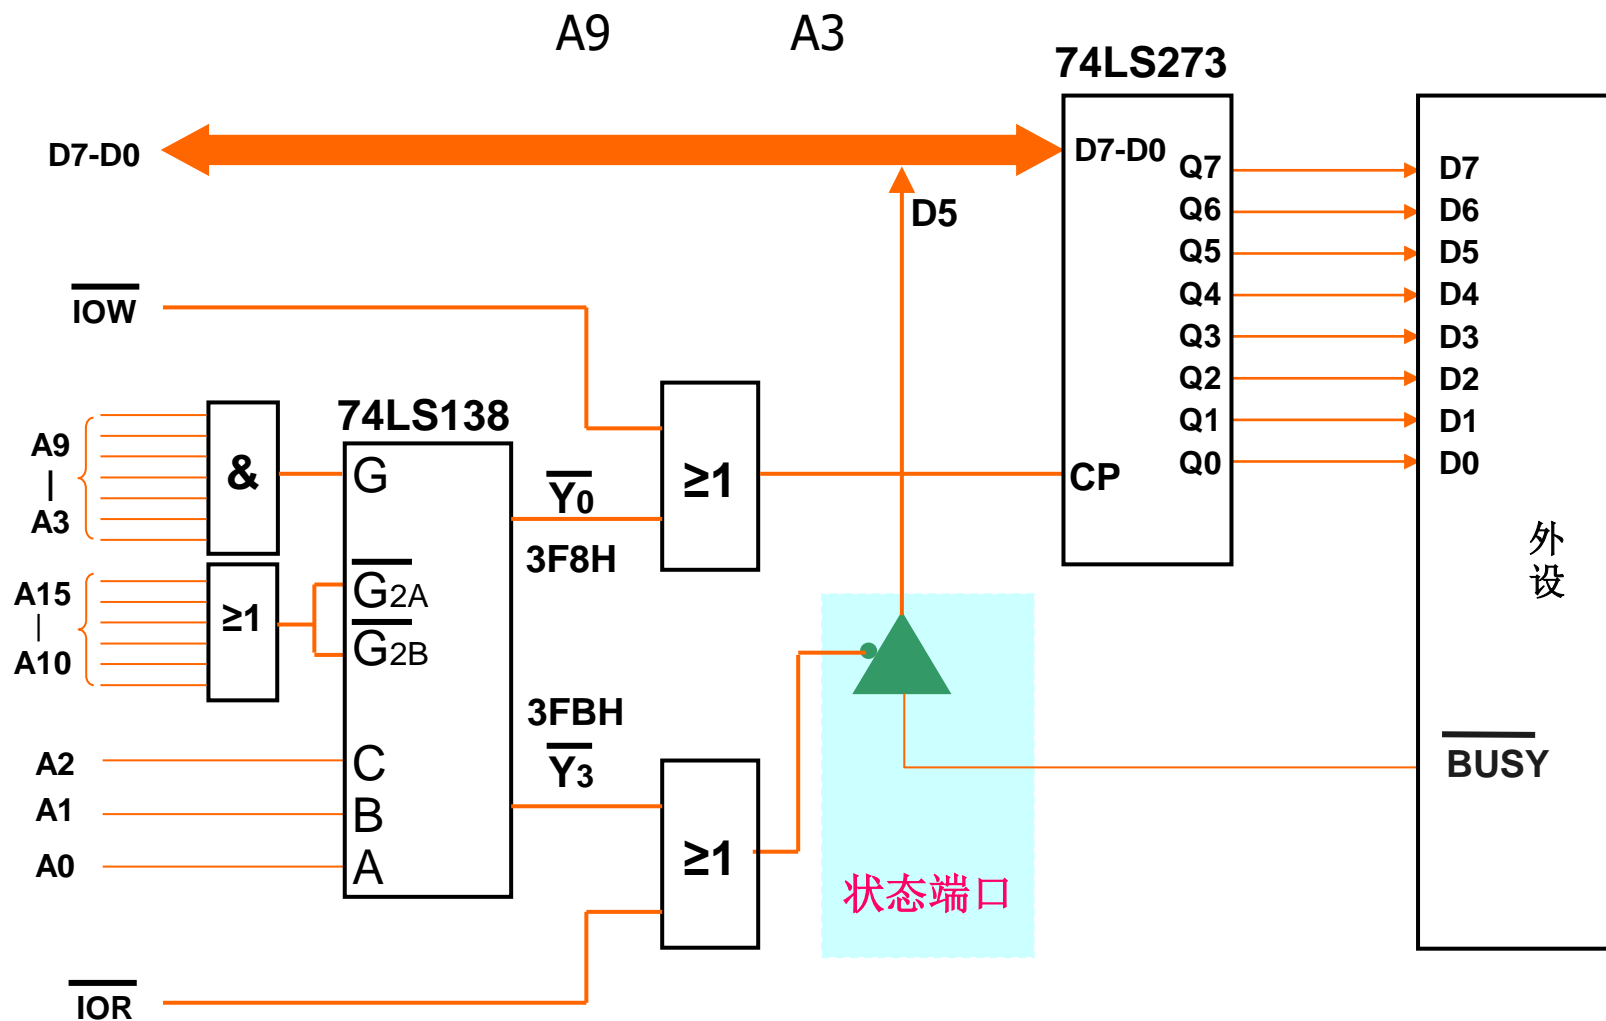 A9 A3
74LS273
D7-D0
D7-D0
Q7
Q6
Q5
Q4
Q3
Q2
Q1
Q0
CP
D7
D6
D5
D4
D3
D2
D1
D0
外
设
BUSY
D5
IOW
74LS138
A9
A3
&
G
A15
A10
≥1
G2A
G2B
A2
A1
A0
C
B
A
Y0
3F8H
≥1
3FBH
Y3
≥1
状态端口
IOR